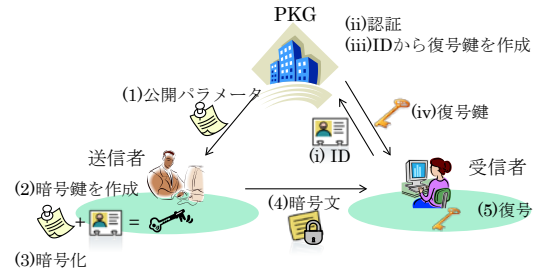 PKG
(ii)認証
(iii)IDから復号鍵を作成
(1)公開パラメータ
(iv)復号鍵
(i) ID
送信者
受信者
(2)暗号鍵を作成
(4)暗号文
(5)復号
+ =
(3)暗号化